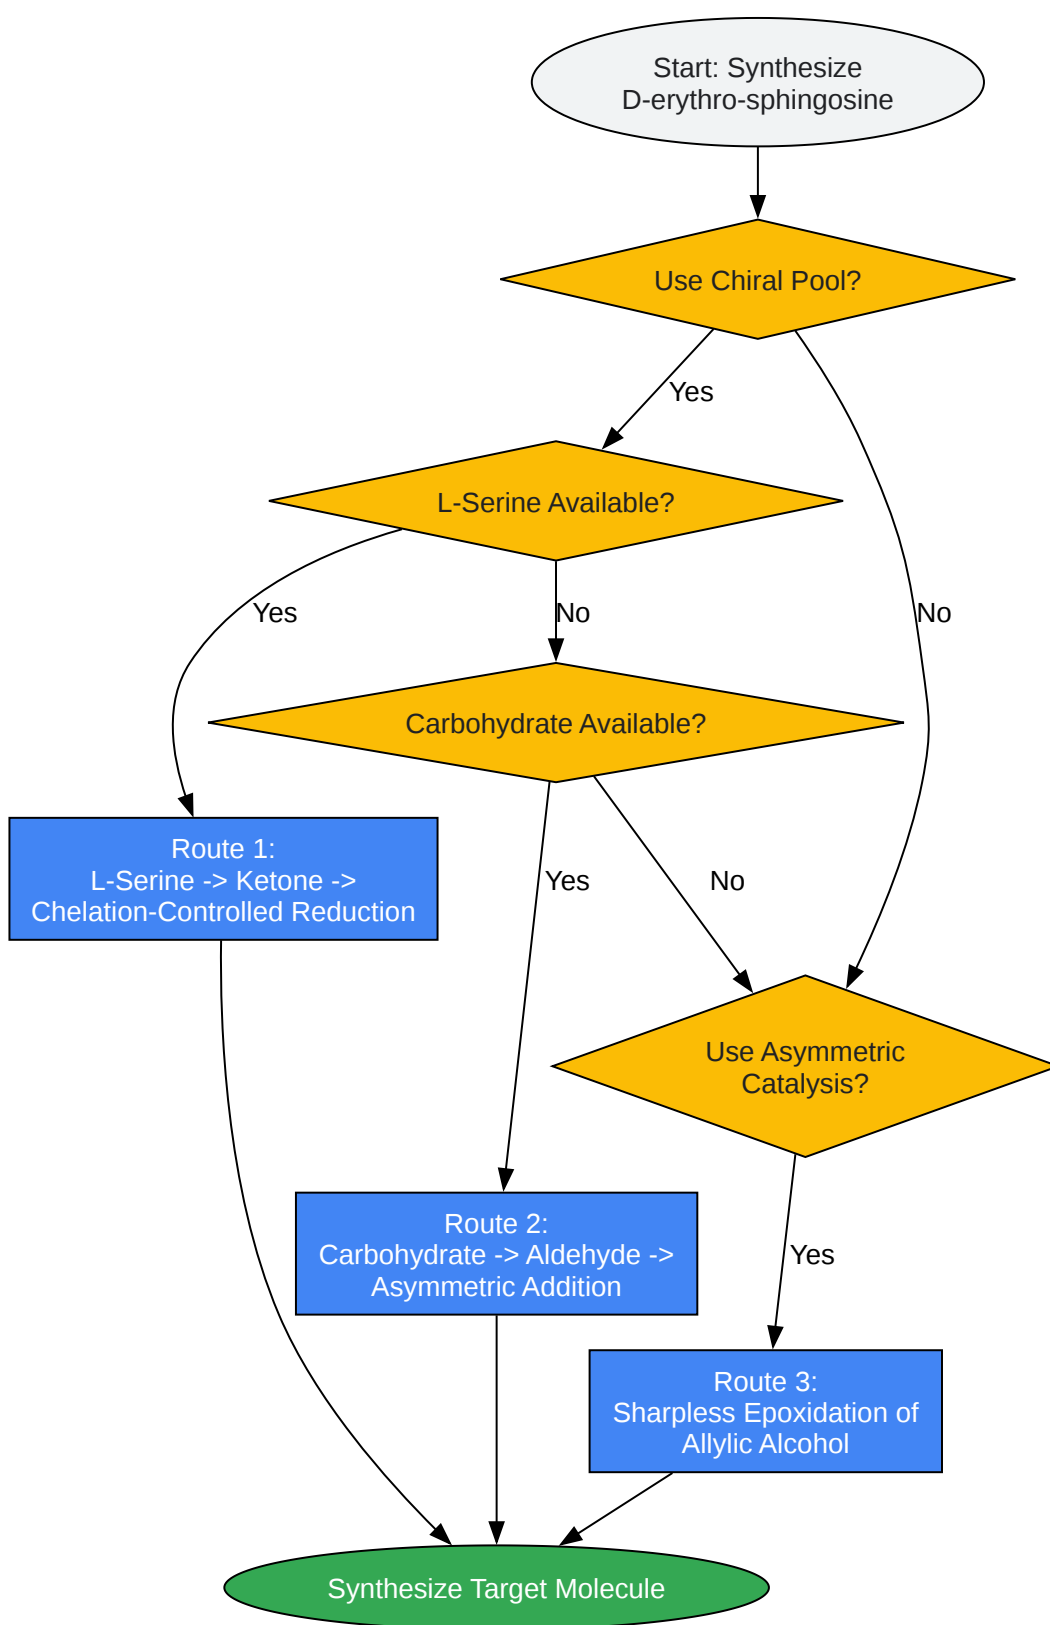 Start: Synthesize
D-erythro-sphingosine
Use Chiral Pool?
Yes
L-Serine Available?
Yes
No
No
Carbohydrate Available?
Route 1:
L-Serine -> Ketone ->
Chelation-Controlled Reduction
Yes
No
Use Asymmetric
Catalysis?
Route 2:
Carbohydrate -> Aldehyde ->
Asymmetric Addition
Yes
Route 3:
Sharpless Epoxidation of
Allylic Alcohol
Synthesize Target Molecule